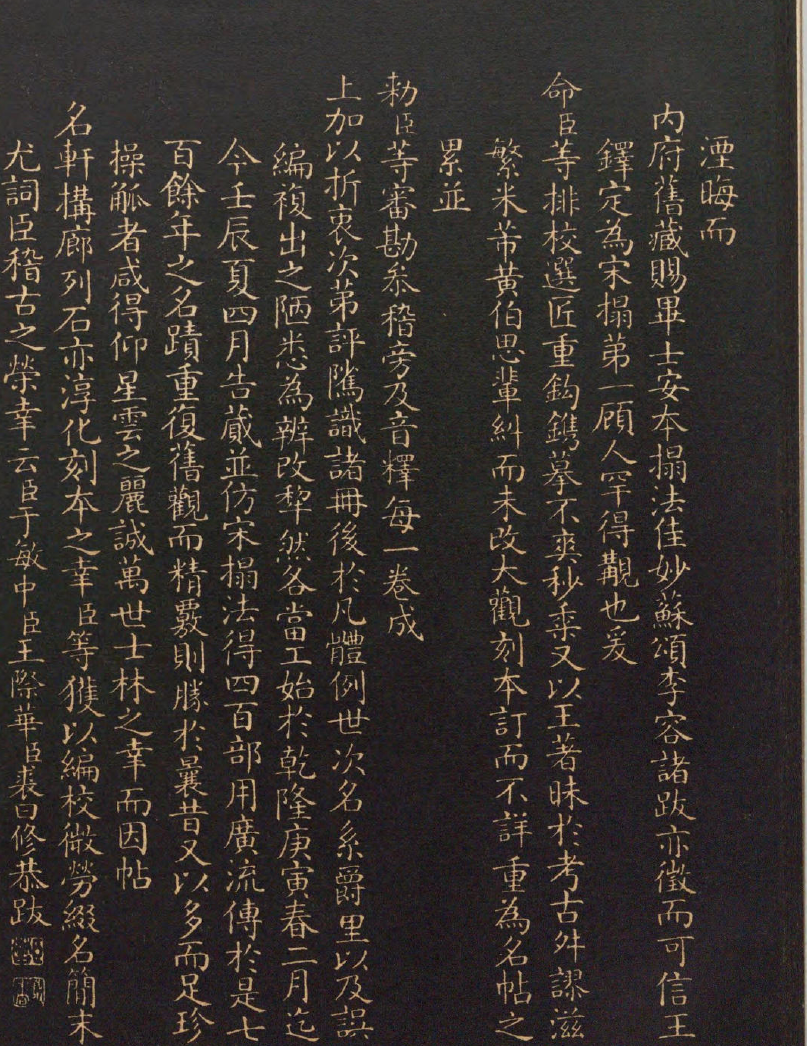 湮晦而
內府舊藏賜畢士安本搨法佳妙蘇頌李容諸跋亦徵而可信王
鐸定為宋搨第一顧人罕得覯也爰
命臣等排校選匠重鈎鐫摹不爽秒黍又以王著昧於考古舛謬滋
繁米芾黃伯思輩糾而未改大觀刻本訂而不詳重為名帖之
累並
勅臣等審勘叅稽旁及音釋每一卷成
上加以折衷次第評隲識諸冊後於凡體例世次名系爵里以及誤
編複出之陋悉為辨改犂然各當工始於乾隆庚寅春二月迄
今壬辰夏四月告蕆並仿宋搨法得四百部用廣流傳於是七
百餘年之名蹟重復舊觀而精覈則勝於曩昔又以多而足珍
操觚者咸得仰星雲之麗誠萬世士林之幸而因帖
名軒構廊列石亦淳化刻本之幸臣等獲以編校微勞綴名簡末
尤詞臣稽古之榮幸云臣于敏中臣王際華臣裘曰修恭跋